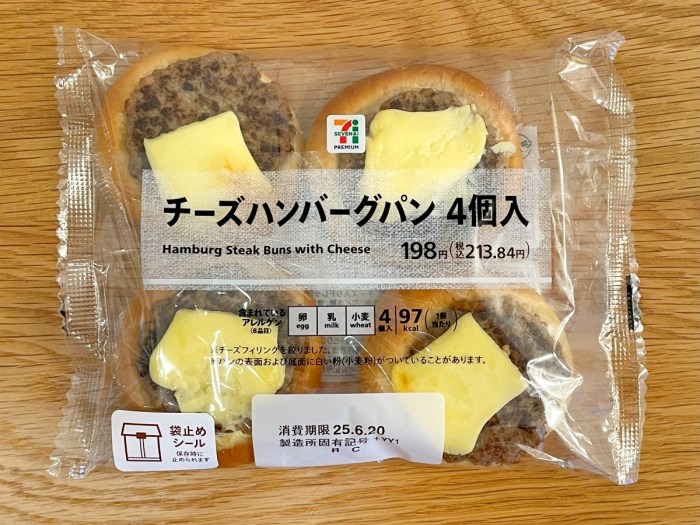 SEVEN&i
PREMIUM
チーズハンバーグパン 4個入
Hamburg Steak Buns with Cheese
198円(税込213.84円)
含まれている
アレルゲン
(8品目)
卵
egg
乳
milk
小麦
wheat
4
個入
97
kcal
(1個
当たり)
※チーズフィリングを絞りました。
※パンの表面および底面に白い粉(小麦粉)がついていることがあります。
袋止め
シール
保存時に
止められます
消費期限 25.6.20
製造所固有記号 +YY1
R C